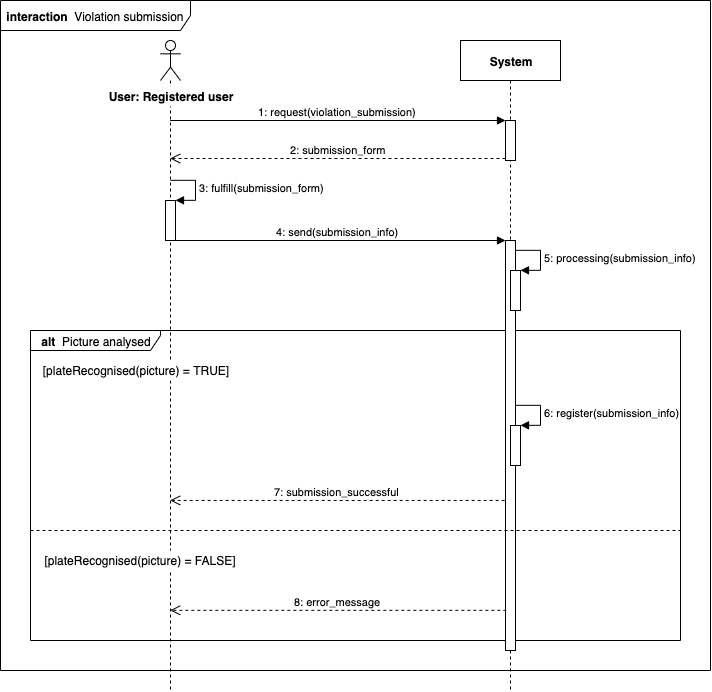 interaction Violation submission
System
User: Registered user
1: request(violation_submission)
2: submission_form
3: fulfill(submission_form)
4: send(submission_info)
5: processing(submission_info)
alt Picture analysed
[plateRecognised(picture) = TRUE]
6: register(submission_info)
7: submission_successful
[plateRecognised(picture) = FALSE]
8: error_message